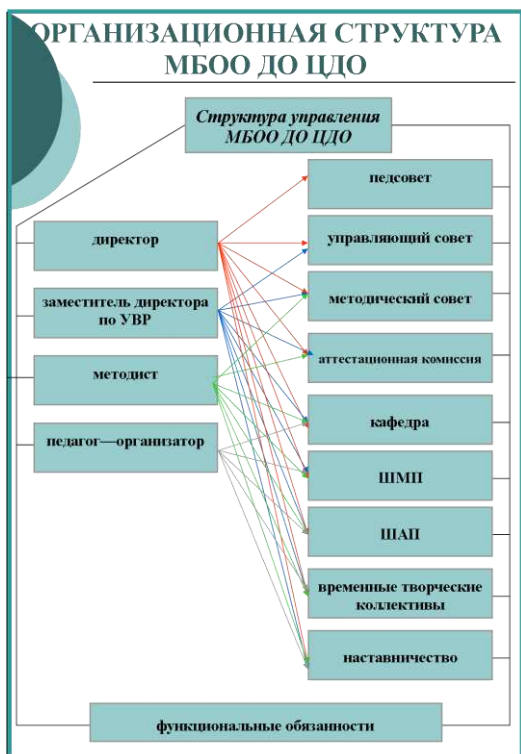 ОРГАНИЗАЦИОННАЯ СТРУКТУРА
МБОО ДО ЦДО
Структура управления
МБОО ДО ЦДО
педсовет
директор
управляющий совет
заместитель директора
по УВР
методический совет
методист
аттестационная комиссия
педагог—организатор
кафедра
ШМП
ШАП
временные творческие
коллективы
наставничество
функциональные обязанности